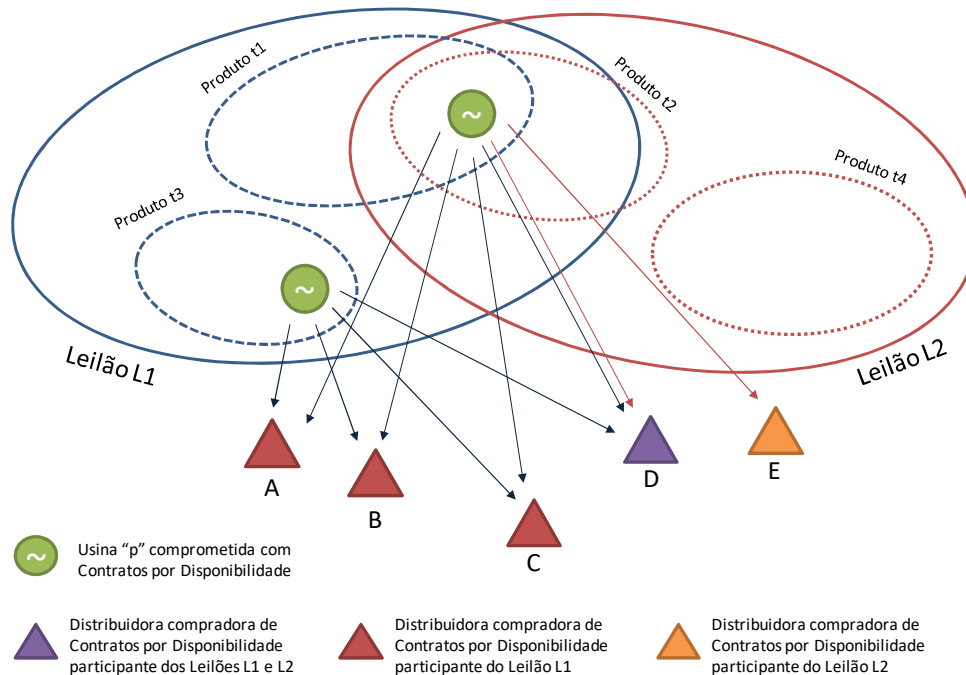 Produto t1
Produto t2
~
Produto t3
Produto t4
~
Leilão L1
Leilão L2
A
B
C
D
E
~
Usina “p” comprometida com
Contratos por Disponibilidade
Distribuidora compradora de
Contratos por Disponibilidade
participante dos Leilões L1 e L2
Distribuidora compradora de
Contratos por Disponibilidade
participante do Leilão L1
Distribuidora compradora de
Contratos por Disponibilidade
participante do Leilão L2